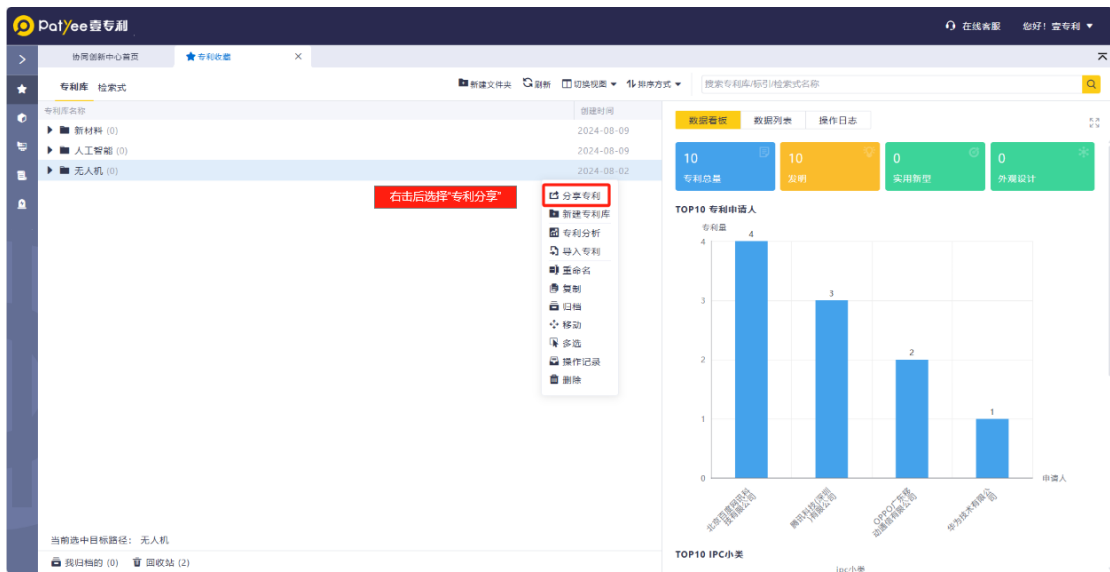 Patyee壹专利
在线客服 您好！壹专利
协同创新中心首页 专利收藏
专利库 检索式 新建文件夹 刷新 切换视图 排序方式 搜索专利库/标引/检索式名称
专利库名称 创建时间
新材料 (0) 2024-08-09
人工智能 (0) 2024-08-09
无人机 (0) 2024-08-02
右击后选择“专利分享”
分享专利
新建专利库
专利分析
导入专利
重命名
复制
归档
移动
多选
操作记录
删除
当前选中目标路径： 无人机
我归档的 (0) 回收站 (2)
数据看板 数据列表 操作日志
10 专利总量
10 发明
0 实用新型
0 外观设计
TOP10 专利申请人
专利量
4
3
2
1
0
4
3
2
1
申请人
北京百度网讯科技有限公司
腾讯科技(深圳)有限公司
OPPO广东移动通信有限公司
华为技术有限公司
TOP10 IPC小类
ipc小类